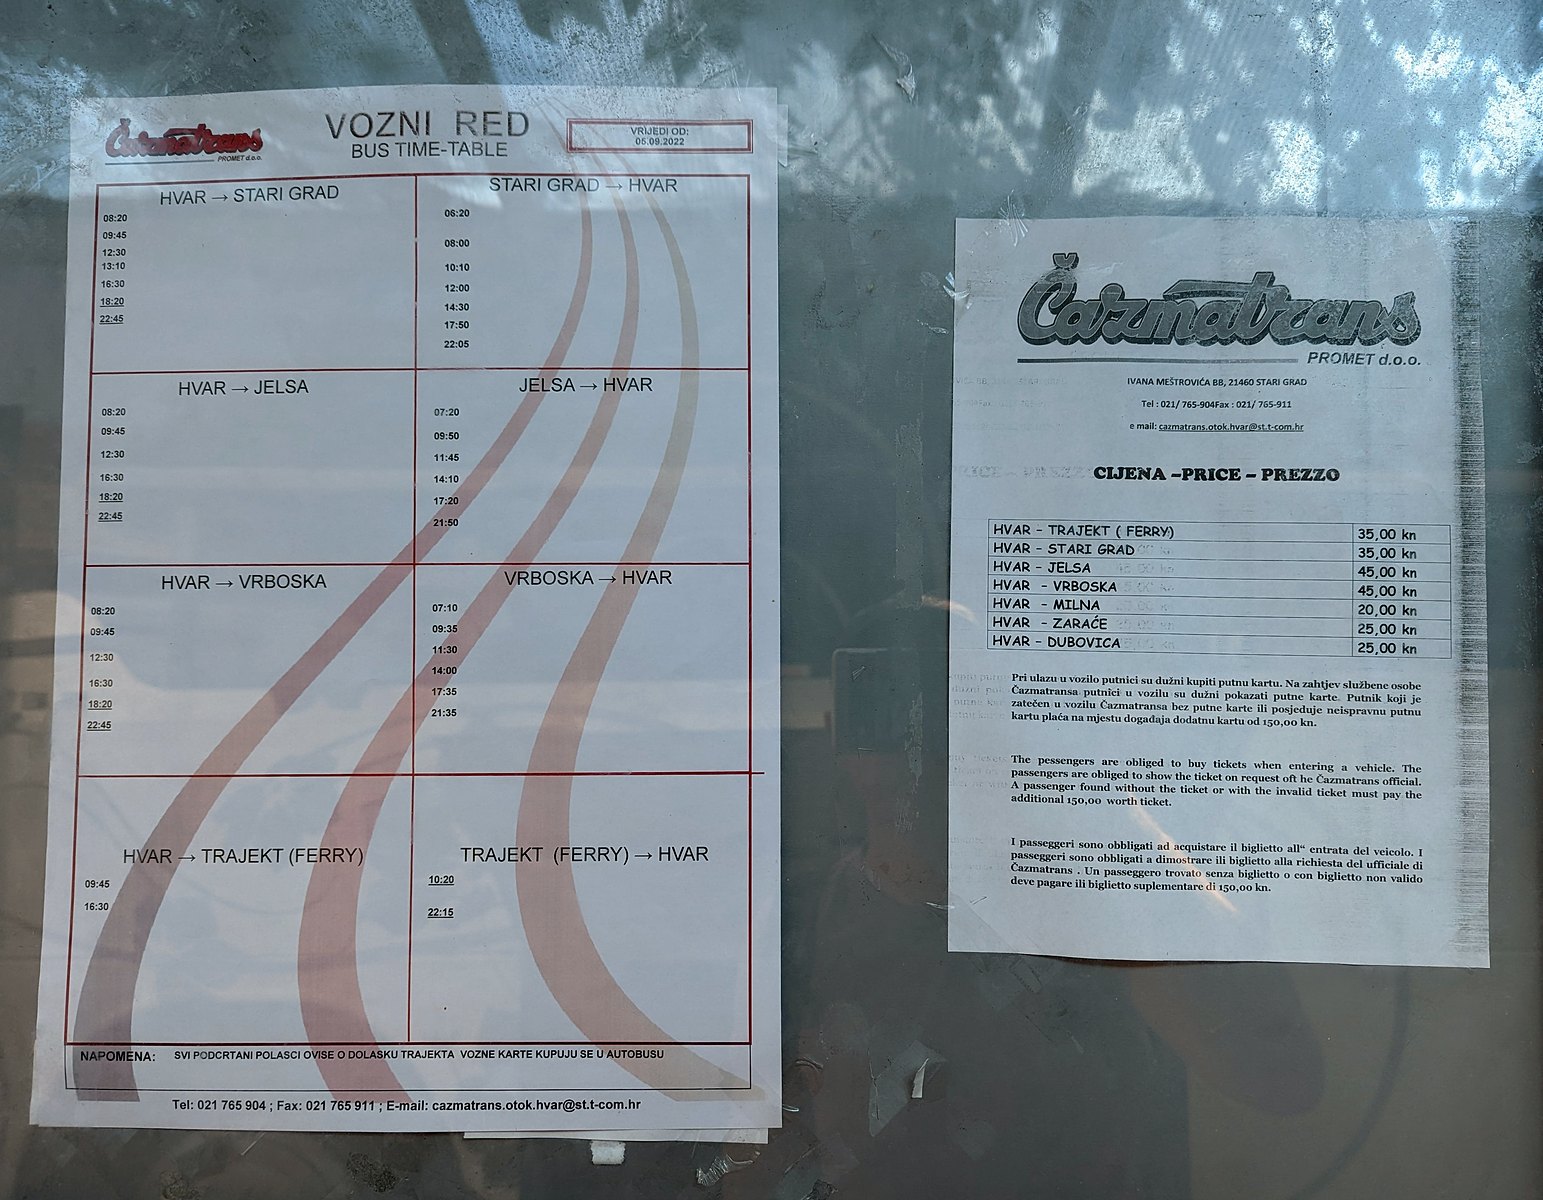 Čazmatrans
PROMET d.o.o.
VOZNI RED
BUS TIME-TABLE
VRIJEDI OD:
05.09.2022
HVAR → STARI GRAD
08:20
09:45
12:30
13:10
16:30
18:20
22:45
STARI GRAD → HVAR
06:20
08:00
10:10
12:00
14:30
17:50
22:05
HVAR → JELSA
08:20
09:45
12:30
16:30
18:20
22:45
JELSA → HVAR
07:20
09:50
11:45
14:10
17:20
21:50
HVAR → VRBOSKA
08:20
09:45
12:30
16:30
18:20
22:45
VRBOSKA → HVAR
07:10
09:35
11:30
14:00
17:35
21:35
HVAR → TRAJEKT (FERRY)
09:45
16:30
TRAJEKT (FERRY) → HVAR
10:20
22:15
NAPOMENA: SVI PODCRTANI POLASCI OVISE O DOLASKU TRAJEKTA VOZNE KARTE KUPUJU SE U AUTOBUSU
Tel: 021 765 904 ; Fax: 021 765 911 ; E-mail: cazmatrans.otok.hvar@st.t-com.hr
Čazmatrans
PROMET d.o.o.
IVANA MEŠTROVIĆA BB, 21460 STARI GRAD
Tel : 021/ 765-904Fax : 021/ 765-911
e mail: cazmatrans.otok.hvar@st.t-com.hr
CIJENA –PRICE – PREZZO
HVAR - TRAJEKT ( FERRY) 35,00 kn
HVAR - STARI GRAD 35,00 kn
HVAR - JELSA 45,00 kn
HVAR - VRBOSKA 45,00 kn
HVAR - MILNA 20,00 kn
HVAR - ZARAĆE 25,00 kn
HVAR - DUBOVICA 25,00 kn
Pri ulazu u vozilo putnici su dužni kupiti putnu kartu. Na zahtjev službene osobe
Čazmatransa putnici u vozilu su dužni pokazati putne karte. Putnik koji je
zatečen u vozilu Čazmatransa bez putne karte ili posjeduje neispravnu putnu
kartu plaća na mjestu događaja dodatnu kartu od 150,00 kn.
The pessengers are obliged to buy tickets when entering a vehicle. The
passengers are obliged to show the ticket on request oft he Čazmatrans official.
A passenger found without the ticket or with the invalid ticket must pay the
additional 150,00 worth ticket.
I passeggeri sono obbligati ad acquistare il biglietto all“ entrata del veicolo. I
passeggeri sono obbligati a dimostrare ili biglietto alla richiesta del ufficiale di
Čazmatrans . Un passeggero trovato senza biglietto o con biglietto non valido
deve pagare ili biglietto suplementare di 150,00 kn.